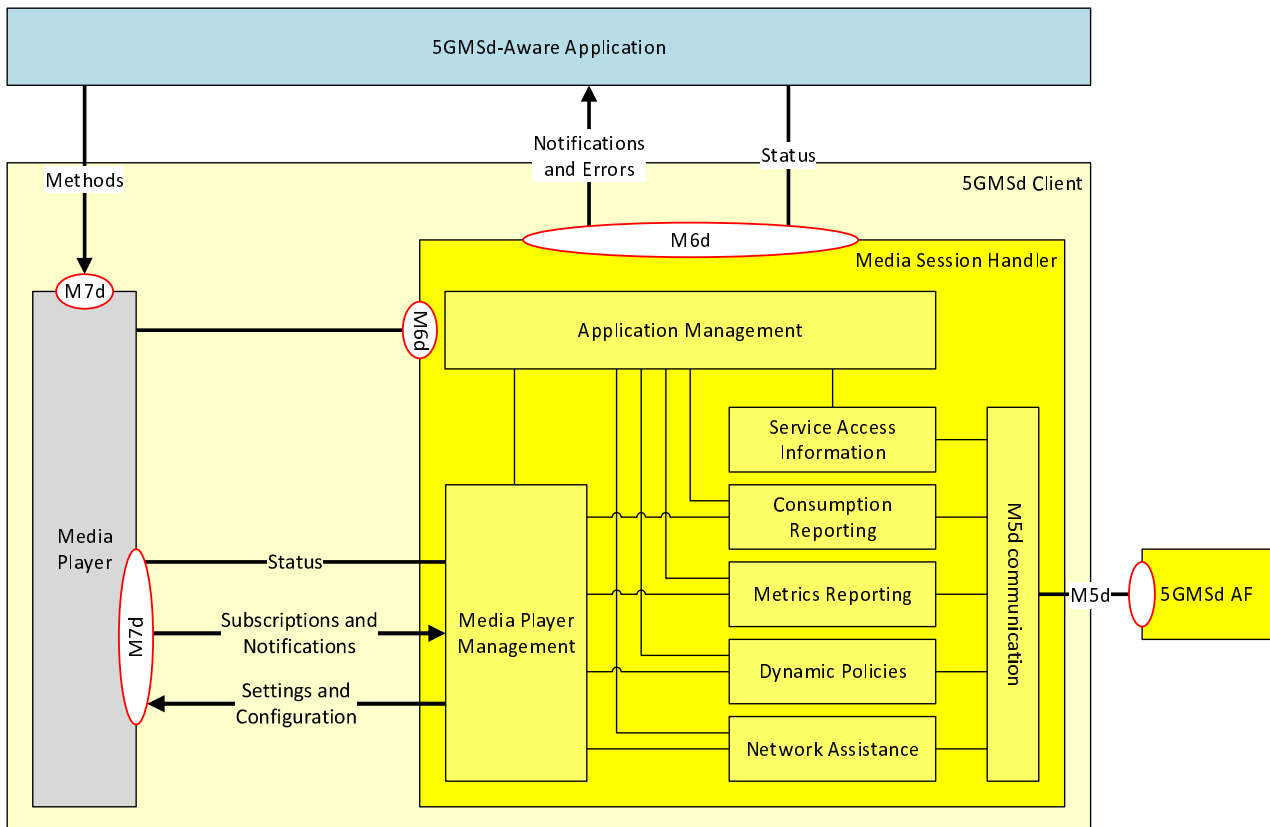 5GMSd-Aware Application
Notifications
and Errors
Status
Methods
5GMSd Client
M6d
Media Session Handler
M7d
M6d
Application Management
Service Access
Information
Consumption
Reporting
Media
Player
Status
Metrics Reporting
M5d communication
M5d
5GMSd AF
M7d
Subscriptions and
Notifications
Media Player
Management
Dynamic Policies
Settings and
Configuration
Network Assistance